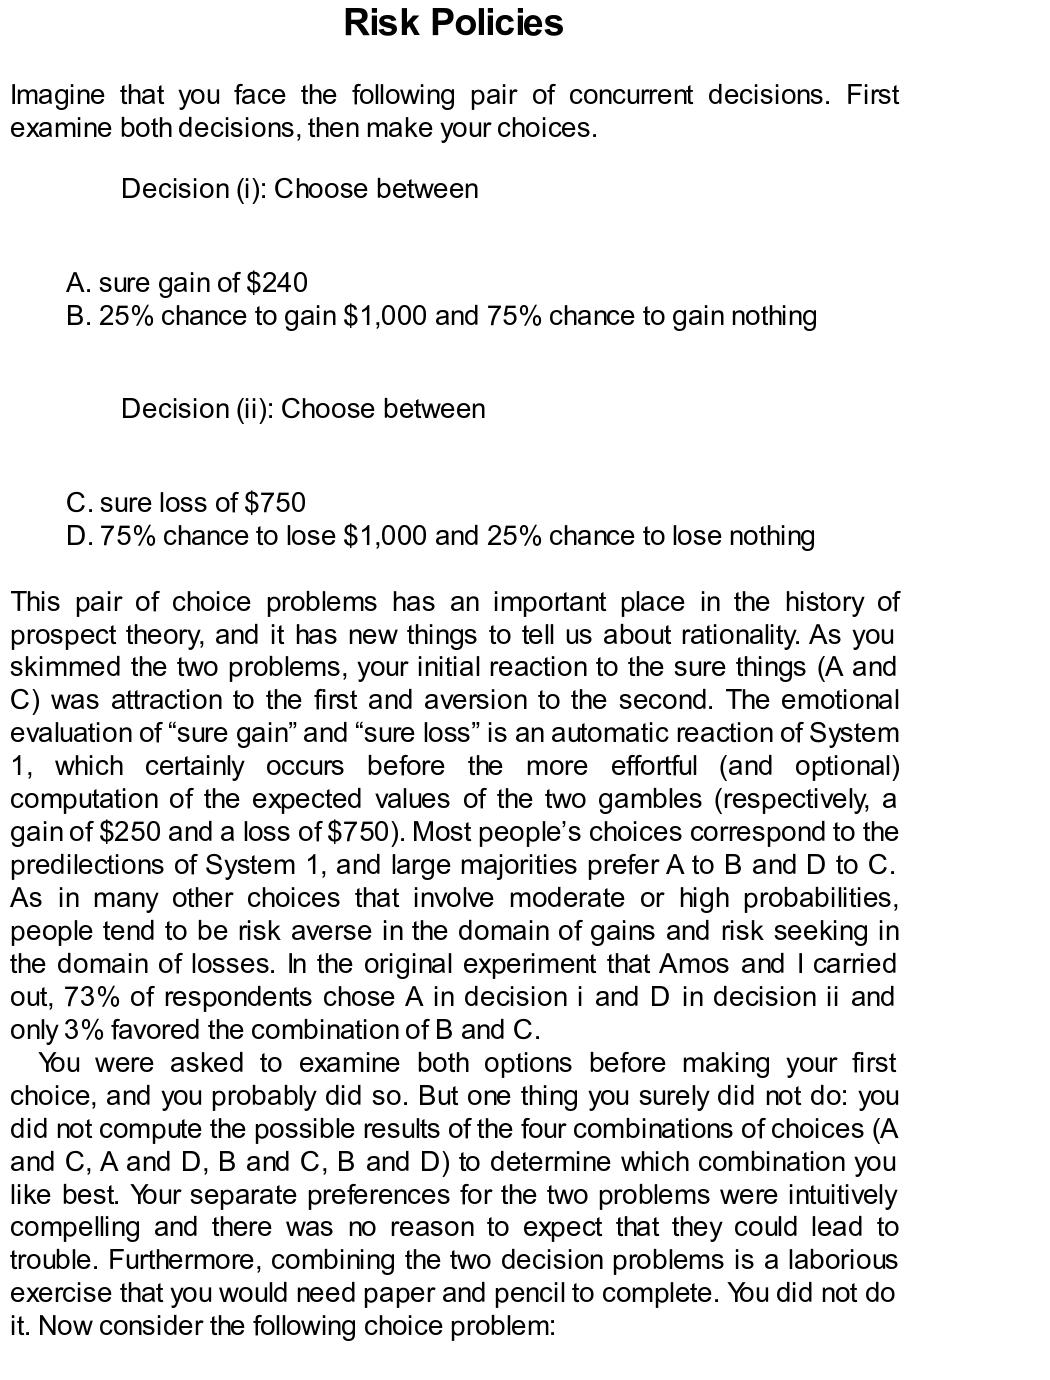 Risk Policies
Imagine that you face the following pair of concurrent decisions. First
examine both decisions, then make your choices.
Decision (i): Choose between
A. sure gain of $240
B. 25% chance to gain $1,000 and 75% chance to gain nothing
Decision (ii): Choose between
C. sure loss of $750
D. 75% chance to lose $1,000 and 25% chance to lose nothing
This pair of choice problems has an important place in the history of
prospect theory, and it has new things to tell us about rationality. As you
skimmed the two problems, your initial reaction to the sure things (A and
C) was attraction to the first and aversion to the second. The emotional
evaluation of “sure gain” and “sure loss” is an automatic reaction of System
1, which certainly occurs before the more effortful (and optional)
computation of the expected values of the two gambles (respectively, a
gain of $250 and a loss of $750). Most people’s choices correspond to the
predilections of System 1, and large majorities prefer A to B and D to C.
As in many other choices that involve moderate or high probabilities,
people tend to be risk averse in the domain of gains and risk seeking in
the domain of losses. In the original experiment that Amos and I carried
out, 73% of respondents chose A in decision i and D in decision ii and
only 3% favored the combination of B and C.
You were asked to examine both options before making your first
choice, and you probably did so. But one thing you surely did not do: you
did not compute the possible results of the four combinations of choices (A
and C, A and D, B and C, B and D) to determine which combination you
like best. Your separate preferences for the two problems were intuitively
compelling and there was no reason to expect that they could lead to
trouble. Furthermore, combining the two decision problems is a laborious
exercise that you would need paper and pencil to complete. You did not do
it. Now consider the following choice problem: